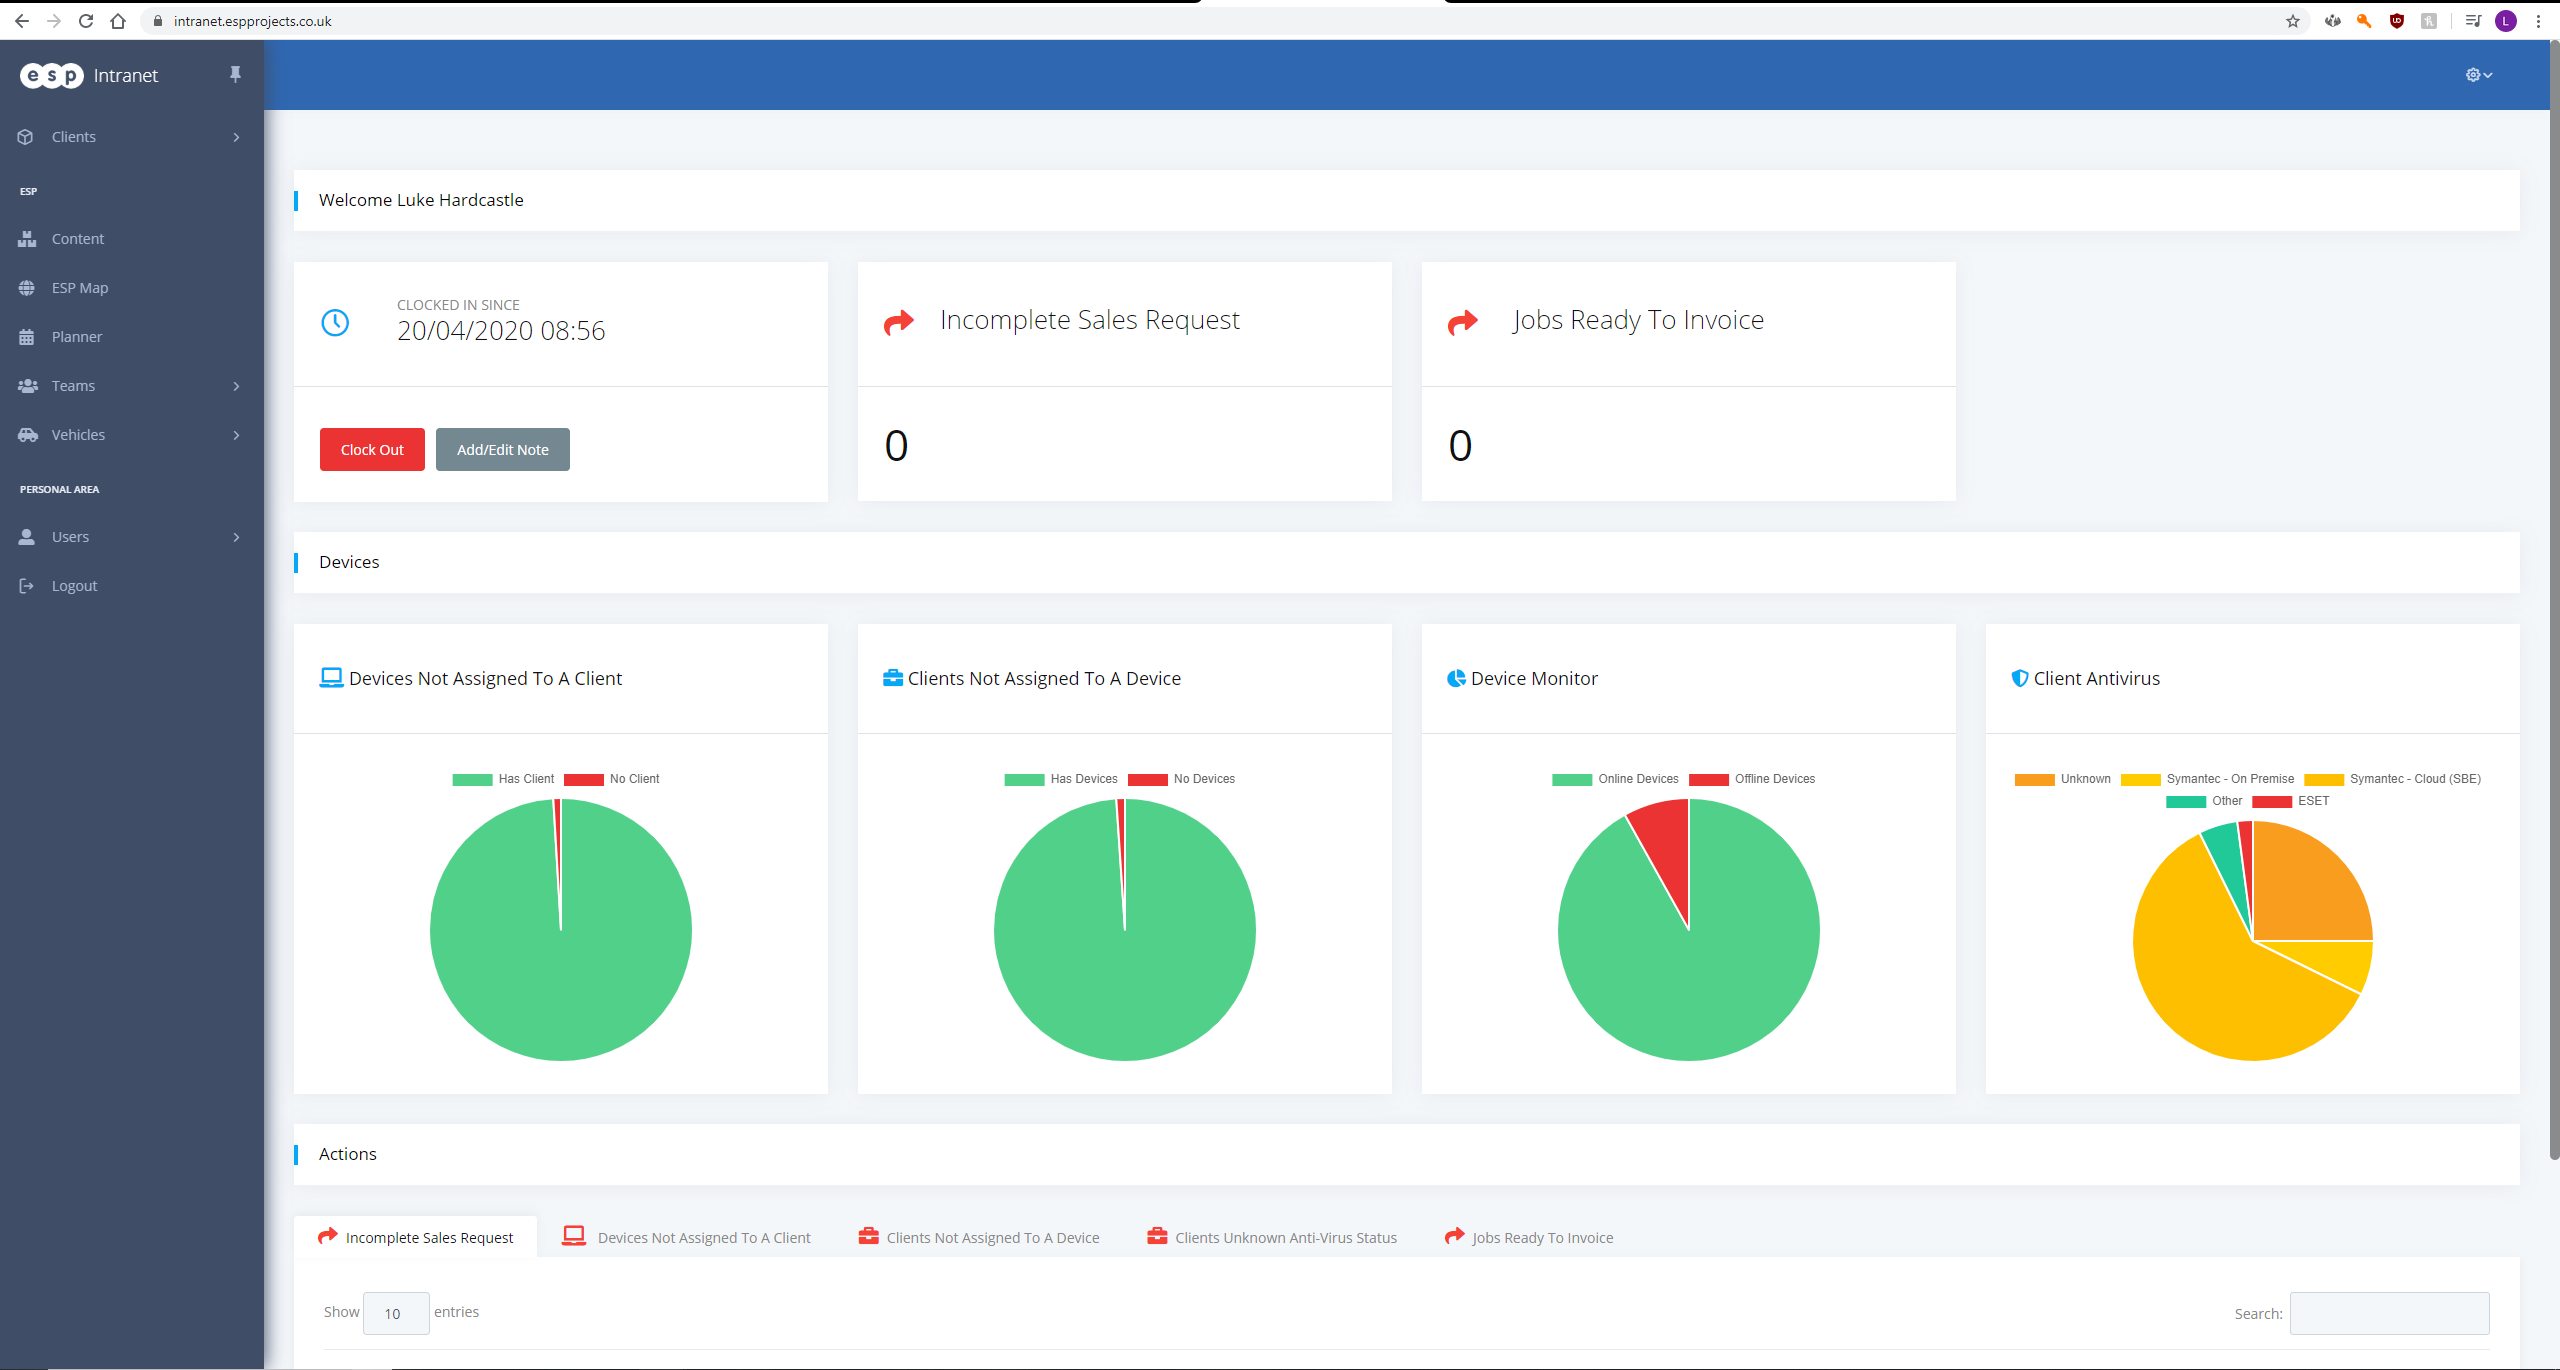 intranet.espprojects.co.uk
L
esp Intranet
Clients
ESP
Content
ESP Map
Planner
Teams
Vehicles
PERSONAL AREA
Users
Logout
Welcome Luke Hardcastle
CLOCKED IN SINCE
20/04/2020 08:56
Clock Out Add/Edit Note
Incomplete Sales Request
0
Jobs Ready To Invoice
0
Devices
Devices Not Assigned To A Client
Has Client No Client
Clients Not Assigned To A Device
Has Devices No Devices
Device Monitor
Online Devices Offline Devices
Client Antivirus
Unknown Symantec - On Premise Symantec - Cloud (SBE)
Other ESET
Actions
Incomplete Sales Request Devices Not Assigned To A Client Clients Not Assigned To A Device Clients Unknown Anti-Virus Status Jobs Ready To Invoice
Show 10 entries Search: